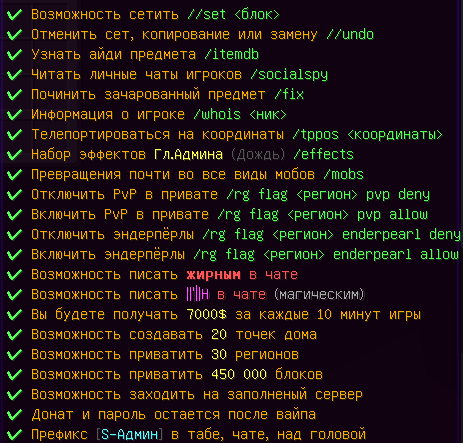 ✔ Возможность сетить //set <блок>
✔ Отменить сет, копирование или замену //undo
✔ Узнать айди предмета /itemdb
✔ Читать личные чаты игроков /socialspy
✔ Починить зачарованный предмет /fix
✔ Информация о игроке /whois <ник>
✔ Телепортироваться на координаты /tppos <координаты>
✔ Набор эффектов Гл.Админа (Дождь) /effects
✔ Превращения почти во все виды мобов /mobs
✔ Отключить PvP в привате /rg flag <регион> pvp deny
✔ Включить PvP в привате /rg flag <регион> pvp allow
✔ Отключить эндерпёрлы /rg flag <регион> enderpearl deny
✔ Включить эндерпёрлы /rg flag <регион> enderpearl allow
✔ Возможность писать жирным в чате
✔ Возможность писать в чате (магическим)
✔ Вы будете получать 7000$ за каждые 10 минут игры
✔ Возможность создавать 20 точек дома
✔ Возможность приватить 30 регионов
✔ Возможность приватить 450 000 блоков
✔ Возможность заходить на заполненый сервер
✔ Донат и пароль остается после вайпа
✔ Префикс [S-Админ] в табе, чате, над головой